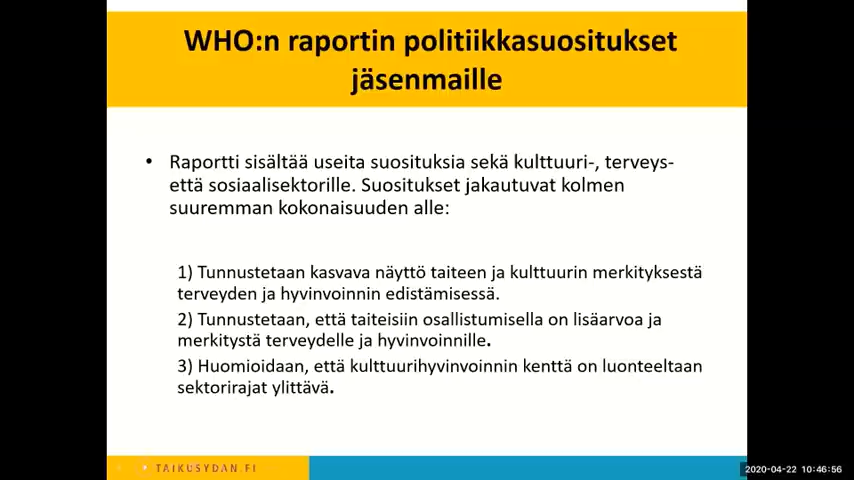 WHO:n raportin politiikkasuositukset
jäsenmaille
• Raportti sisältää useita suosituksia sekä kulttuuri-, terveys-
että sosiaalisektorille. Suositukset jakautuvat kolmen
suuremman kokonaisuuden alle:
1) Tunnustetaan kasvava näyttö taiteen ja kulttuurin merkityksestä
terveyden ja hyvinvoinnin edistämisessä.
2) Tunnustetaan, että taiteisiin osallistumisella on lisäarvoa ja
merkitystä terveydelle ja hyvinvoinnille.
3) Huomioidaan, että kulttuurihyvinvoinnin kenttä on luonteeltaan
sektorirajat ylittävä.
TAIKUSYDAN.FI
2020-04-22 10:46:56